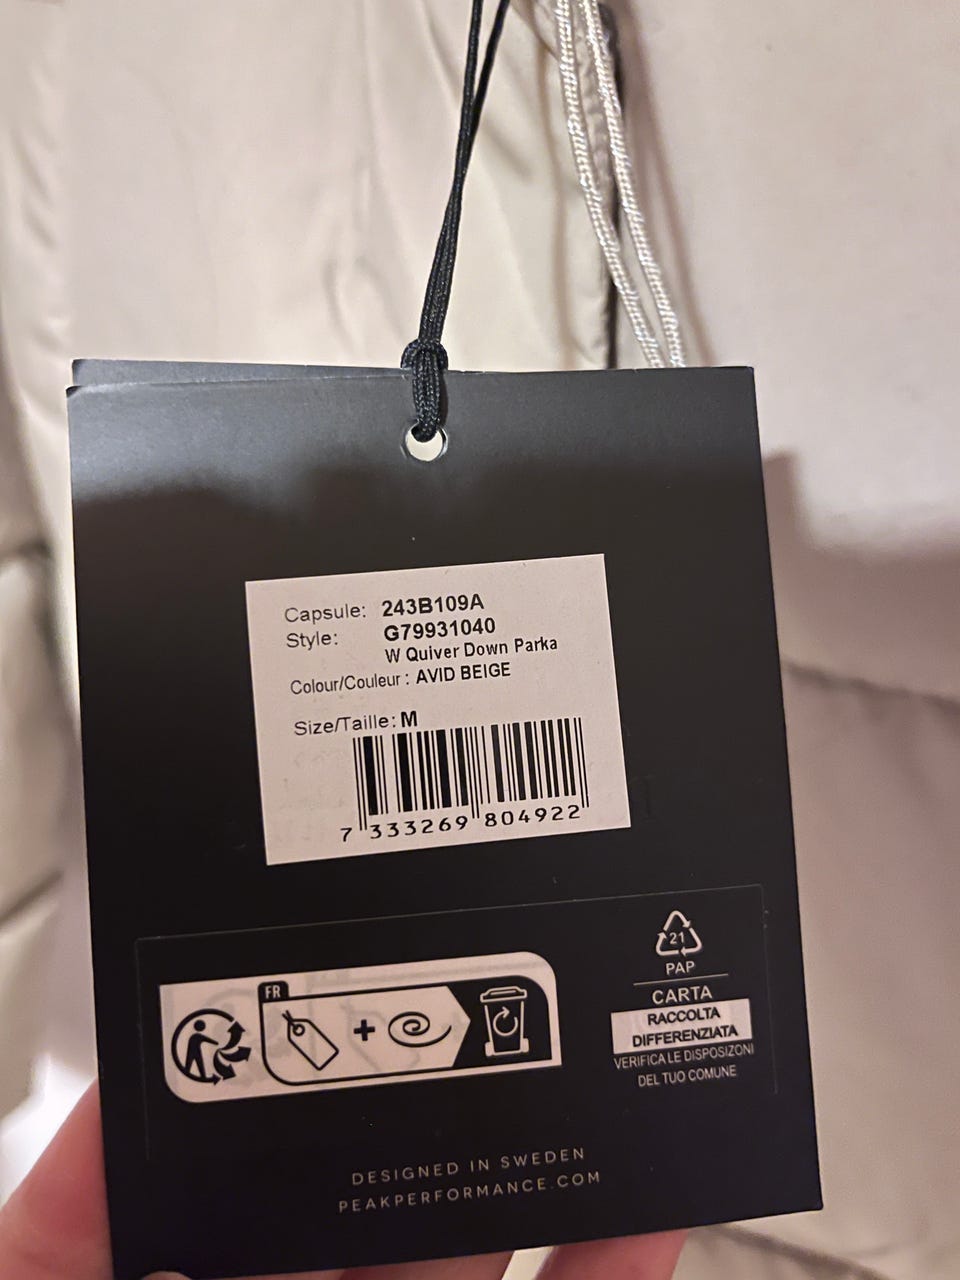 Capsule: 243B109A
Style: G79931040
W Quiver Down Parka
Colour/Couleur : AVID BEIGE
Size/Taille: M
7 333269 804922
FR
21
PAP
CARTA
RACCOLTA
DIFFERENZIATA
VERIFICA LE DISPOSIZONI
DEL TUO COMUNE
DESIGNED IN SWEDEN
PEAKPERFORMANCE.COM